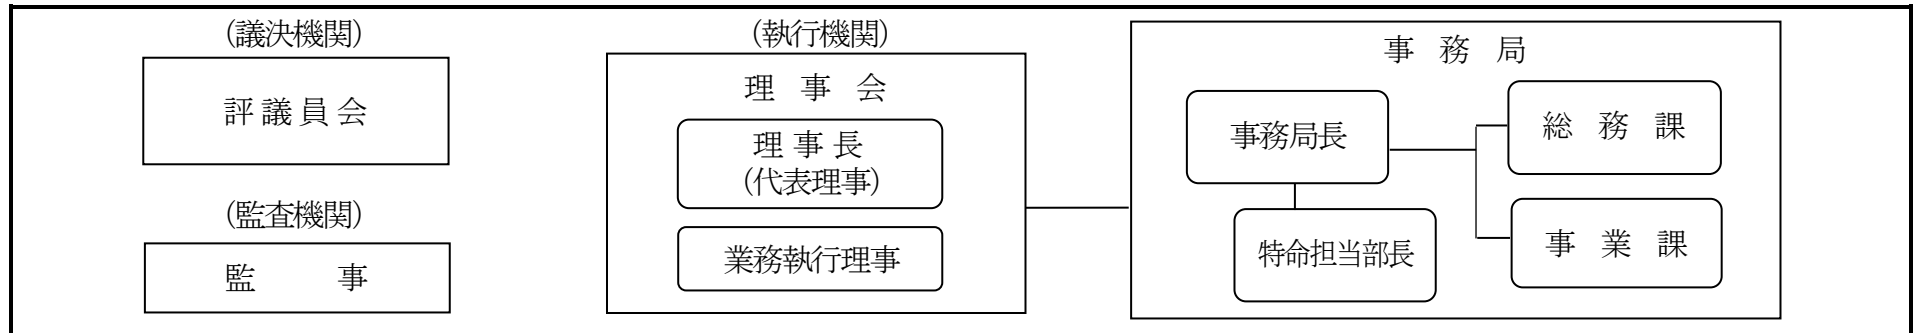 (議決機関)
評議員会
(監査機関)
監事
(執行機関)
理事会
理事長
(代表理事)
業務執行理事
事務局
事務局長
特命担当部長
総務課
事業課